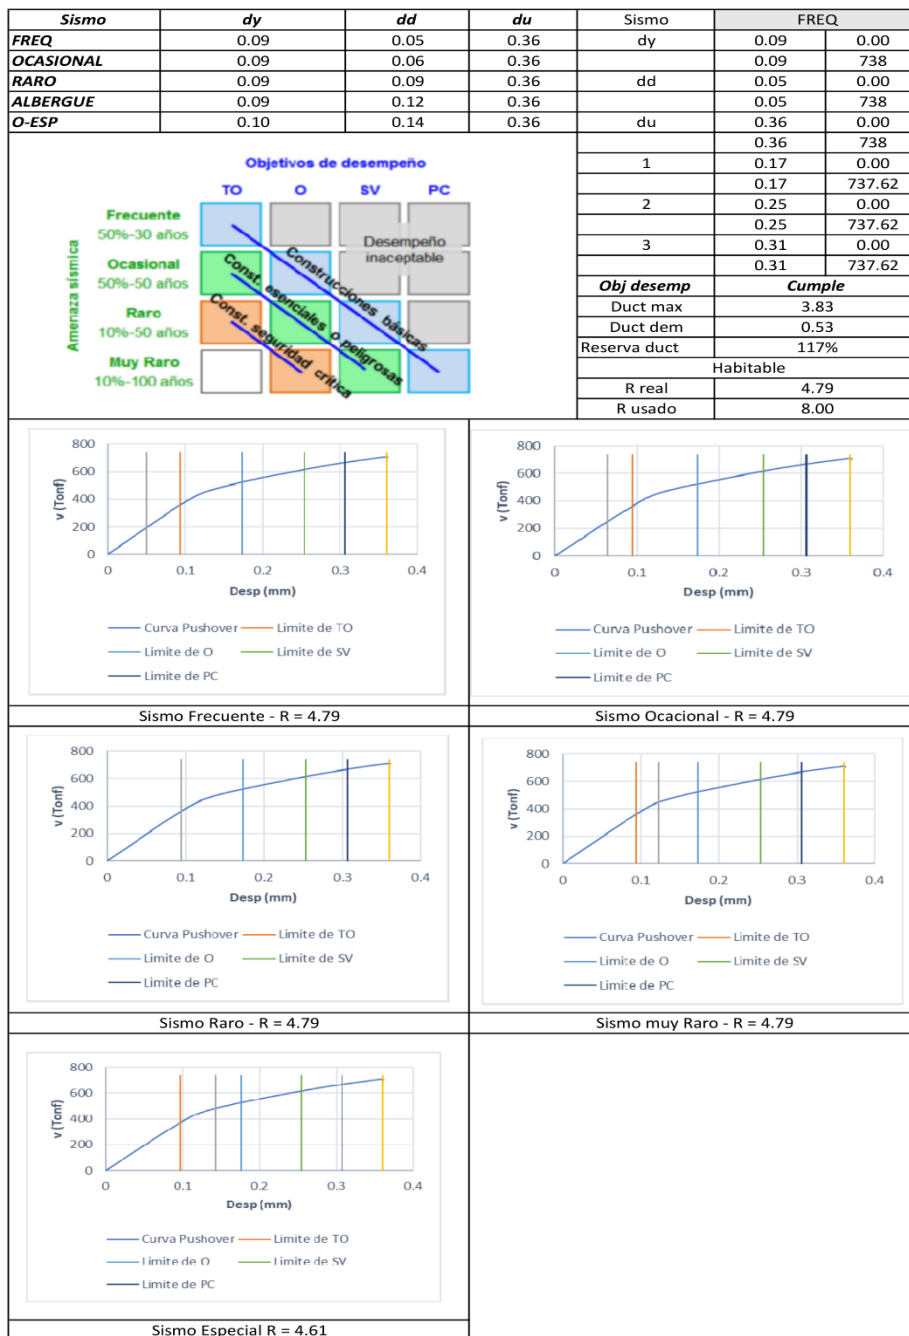 Sismo dy dd du Sismo FREQ
FREQ 0.09 0.05 0.36 dy 0.09 0.00
OCASIONAL 0.09 0.06 0.36 0.09 738
RARO 0.09 0.09 0.36 dd 0.05 0.00
ALBERGUE 0.09 0.12 0.36 0.05 738
O-ESP 0.10 0.14 0.36 du 0.36 0.00
0.36 738
1 0.17 0.00
0.17 737.62
2 0.25 0.00
0.25 737.62
3 0.31 0.00
0.31 737.62
Obj desemp Cumple
Duct max 3.83
Duct dem 0.53
Reserva duct 117%
Habitable
R real 4.79
R usado 8.00
Objetivos de desempeño
TO O SV PC
Amenaza sísmica
Frecuente
50%-30 años
Ocasional
50%-50 años
Raro
10%-50 años
Muy Raro
10%-100 años
Desempeño
inaceptable
Construcciones básicas
Const. esenciales o peligrosas
Const. seguridad crítica
800
600
400
200
0
v (Tonf)
0 0.1 0.2 0.3 0.4
Desp (mm)
Curva Pushover Limite de TO
Limite de O Limite de SV
Limite de PC
Sismo Frecuente - R = 4.79
800
600
400
200
0
v (Tonf)
0 0.1 0.2 0.3 0.4
Desp (mm)
Curva Pushover Limite de TO
Limite de O Limite de SV
Limite de PC
Sismo Ocacional - R = 4.79
800
600
400
200
0
v (Tonf)
0 0.1 0.2 0.3 0.4
Desp (mm)
Curva Pushover Limite de TO
Limite de O Limite de SV
Limite de PC
Sismo Raro - R = 4.79
800
600
400
200
0
v (Tonf)
0 0.1 0.2 0.3 0.4
Desp (mm)
Curva Pushover Limite de TO
Limite de O Limite de SV
Limite de PC
Sismo muy Raro - R = 4.79
800
600
400
200
0
v (Tonf)
0 0.1 0.2 0.3 0.4
Desp (mm)
Curva Pushover Limite de TO
Limite de O Limite de SV
Limite de PC
Sismo Especial R = 4.61